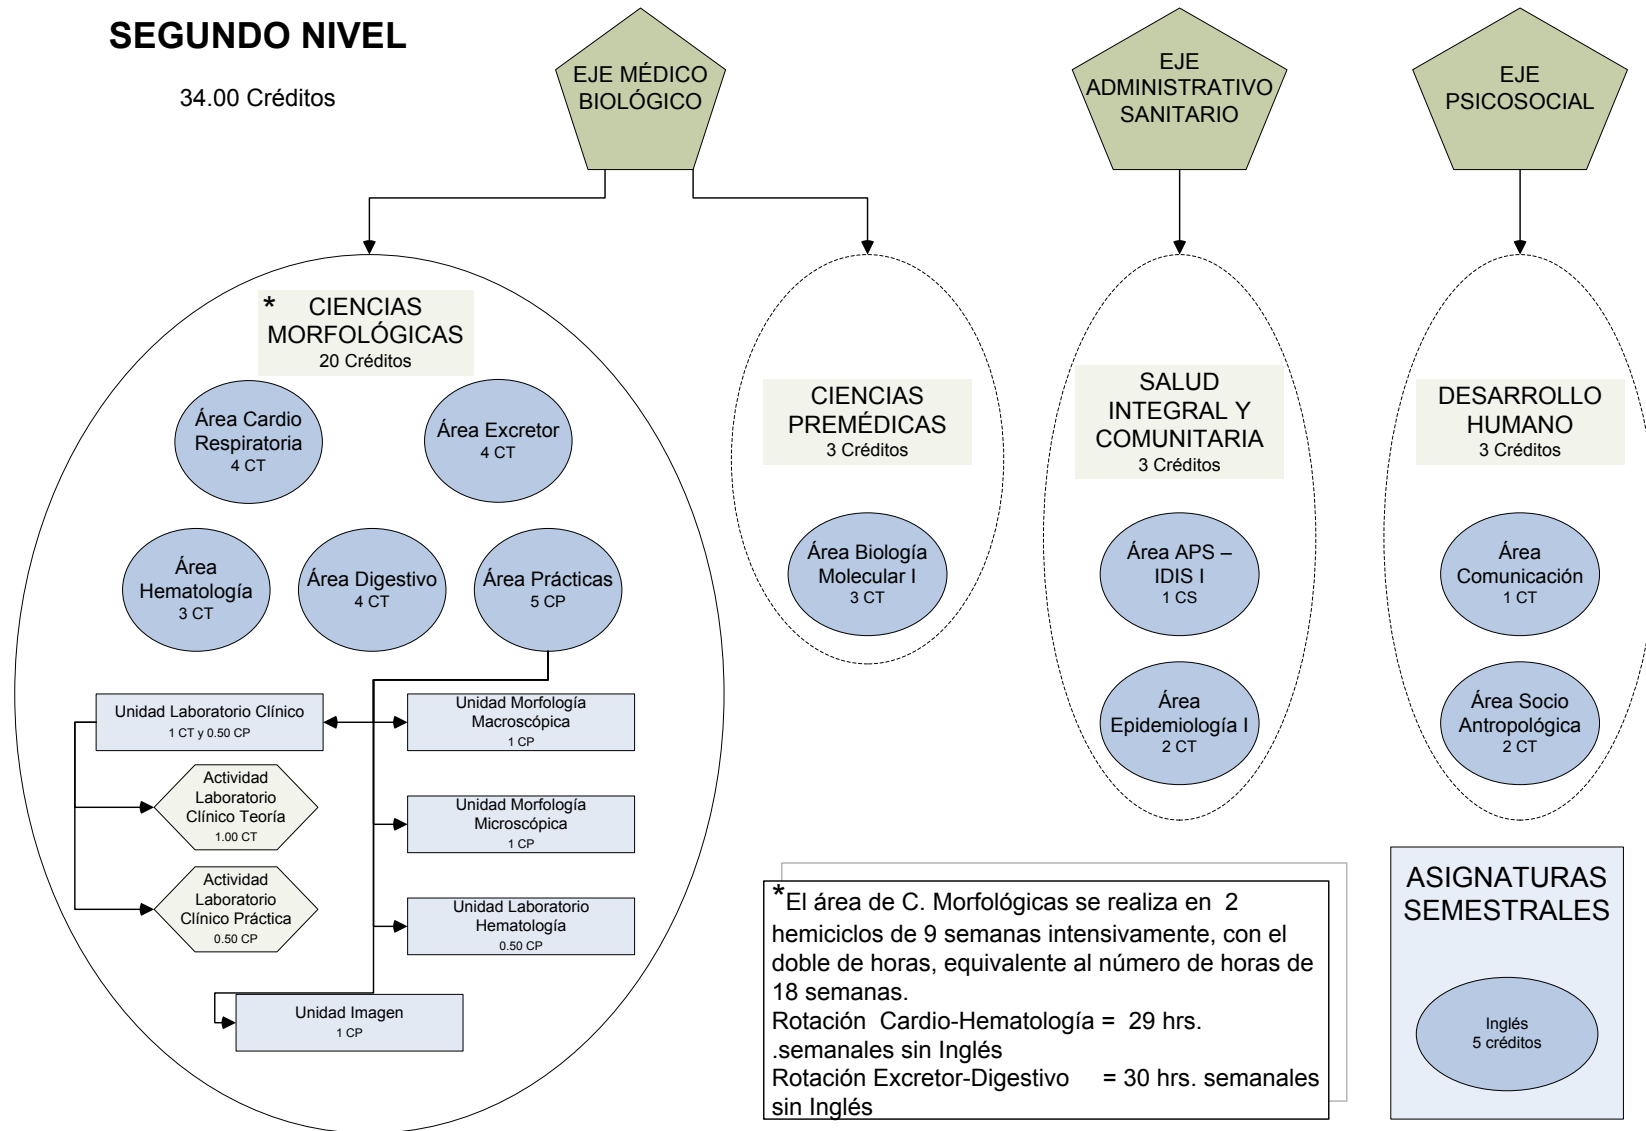 SEGUNDO NIVEL
34.00 Créditos
EJE MÉDICO
BIOLÓGICO
EJE
ADMINISTRATIVO
SANITARIO
EJE
PSICOSOCIAL
* CIENCIAS
MORFOLÓGICAS
20 Créditos
Área Cardio
Respiratoria
4 CT
Área Excretor
4 CT
Área
Hematología
3 CT
Área Digestivo
4 CT
Área Prácticas
5 CP
Unidad Laboratorio Clínico
1 CT y 0.50 CP
Unidad Morfología
Macroscópica
1 CP
Actividad
Laboratorio
Clínico Teoría
1.00 CT
Unidad Morfología
Microscópica
1 CP
Actividad
Laboratorio
Clínico Práctica
0.50 CP
Unidad Laboratorio
Hematología
0.50 CP
Unidad Imagen
1 CP
CIENCIAS
PREMÉDICAS
3 Créditos
Área Biología
Molecular I
3 CT
SALUD
INTEGRAL Y
COMUNITARIA
3 Créditos
Área APS –
IDIS I
1 CS
Área
Epidemiología I
2 CT
DESARROLLO
HUMANO
3 Créditos
Área
Comunicación
1 CT
Área Socio
Antropológica
2 CT
*El área de C. Morfológicas se realiza en 2
hemiciclos de 9 semanas intensivamente, con el
doble de horas, equivalente al número de horas de
18 semanas.
Rotación Cardio-Hematología = 29 hrs.
.semanales sin Inglés
Rotación Excretor-Digestivo = 30 hrs. semanales
sin Inglés
ASIGNATURAS
SEMESTRALES
Inglés
5 créditos